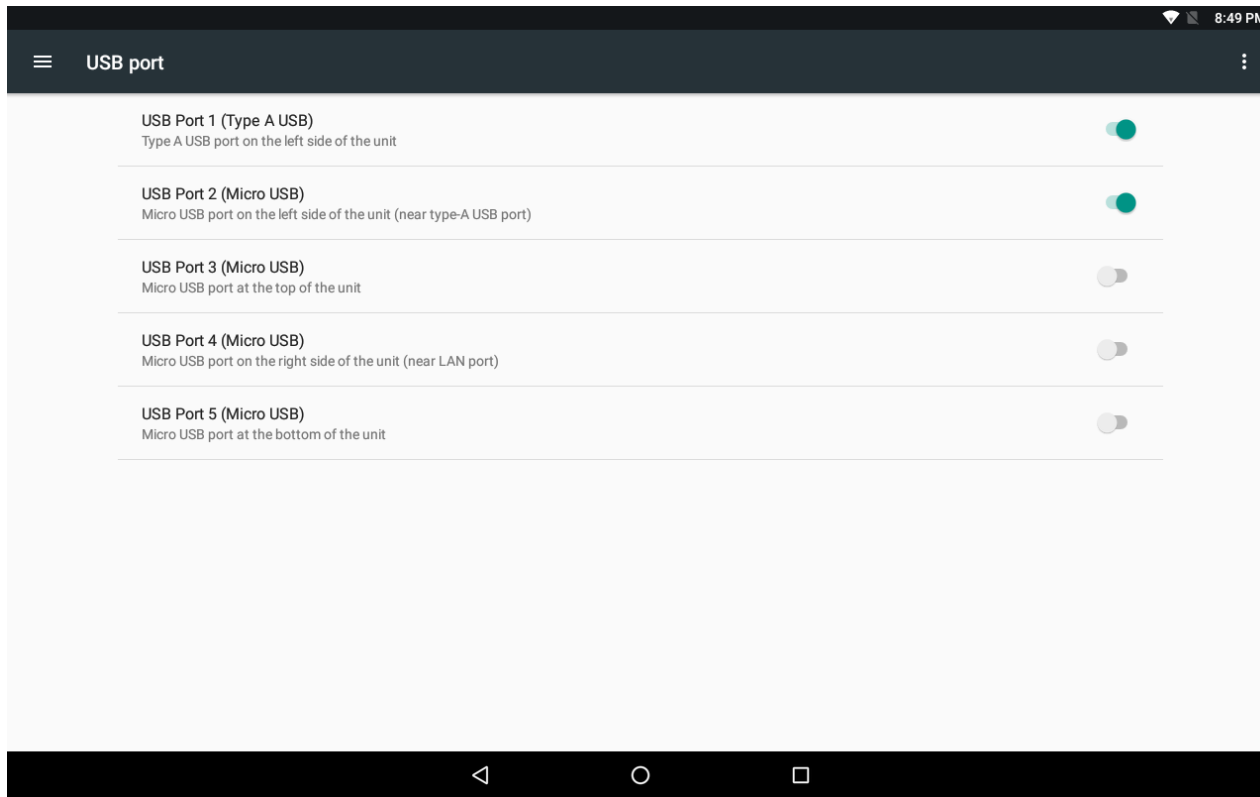 8:49 PM
USB port
USB Port 1 (Type A USB)
Type A USB port on the left side of the unit
USB Port 2 (Micro USB)
Micro USB port on the left side of the unit (near type-A USB port)
USB Port 3 (Micro USB)
Micro USB port at the top of the unit
USB Port 4 (Micro USB)
Micro USB port on the right side of the unit (near LAN port)
USB Port 5 (Micro USB)
Micro USB port at the bottom of the unit